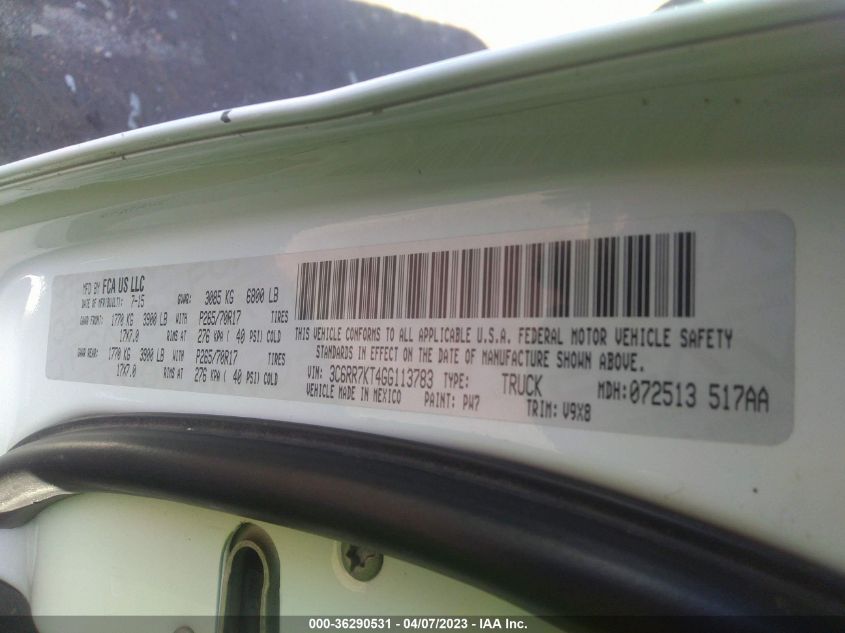 MFD BY FCA US LLC
DATE OF MFR/BUILT: 7-15 GVWR: 3085 KG 6800 LB
GAWR FRONT: 1770 KG 3900 LB WITH P265/70R17 TIRES
17X7.0 RIMS AT 276 KPA ( 40 PSI) COLD
GAWR REAR: 1770 KG 3900 LB WITH P265/70R17 TIRES
17X7.0 RIMS AT 276 KPA ( 40 PSI) COLD
THIS VEHICLE CONFORMS TO ALL APPLICABLE U.S.A. FEDERAL MOTOR VEHICLE SAFETY
STANDARDS IN EFFECT ON THE DATE OF MANUFACTURE SHOWN ABOVE.
VIN: 3C6RR7KT4GG113783 TYPE: TRUCK MDH: 072513 517AA
VEHICLE MADE IN MEXICO PAINT: PW7 TRIM: V9X8
000-36290531 - 04/07/2023 - IAA Inc.